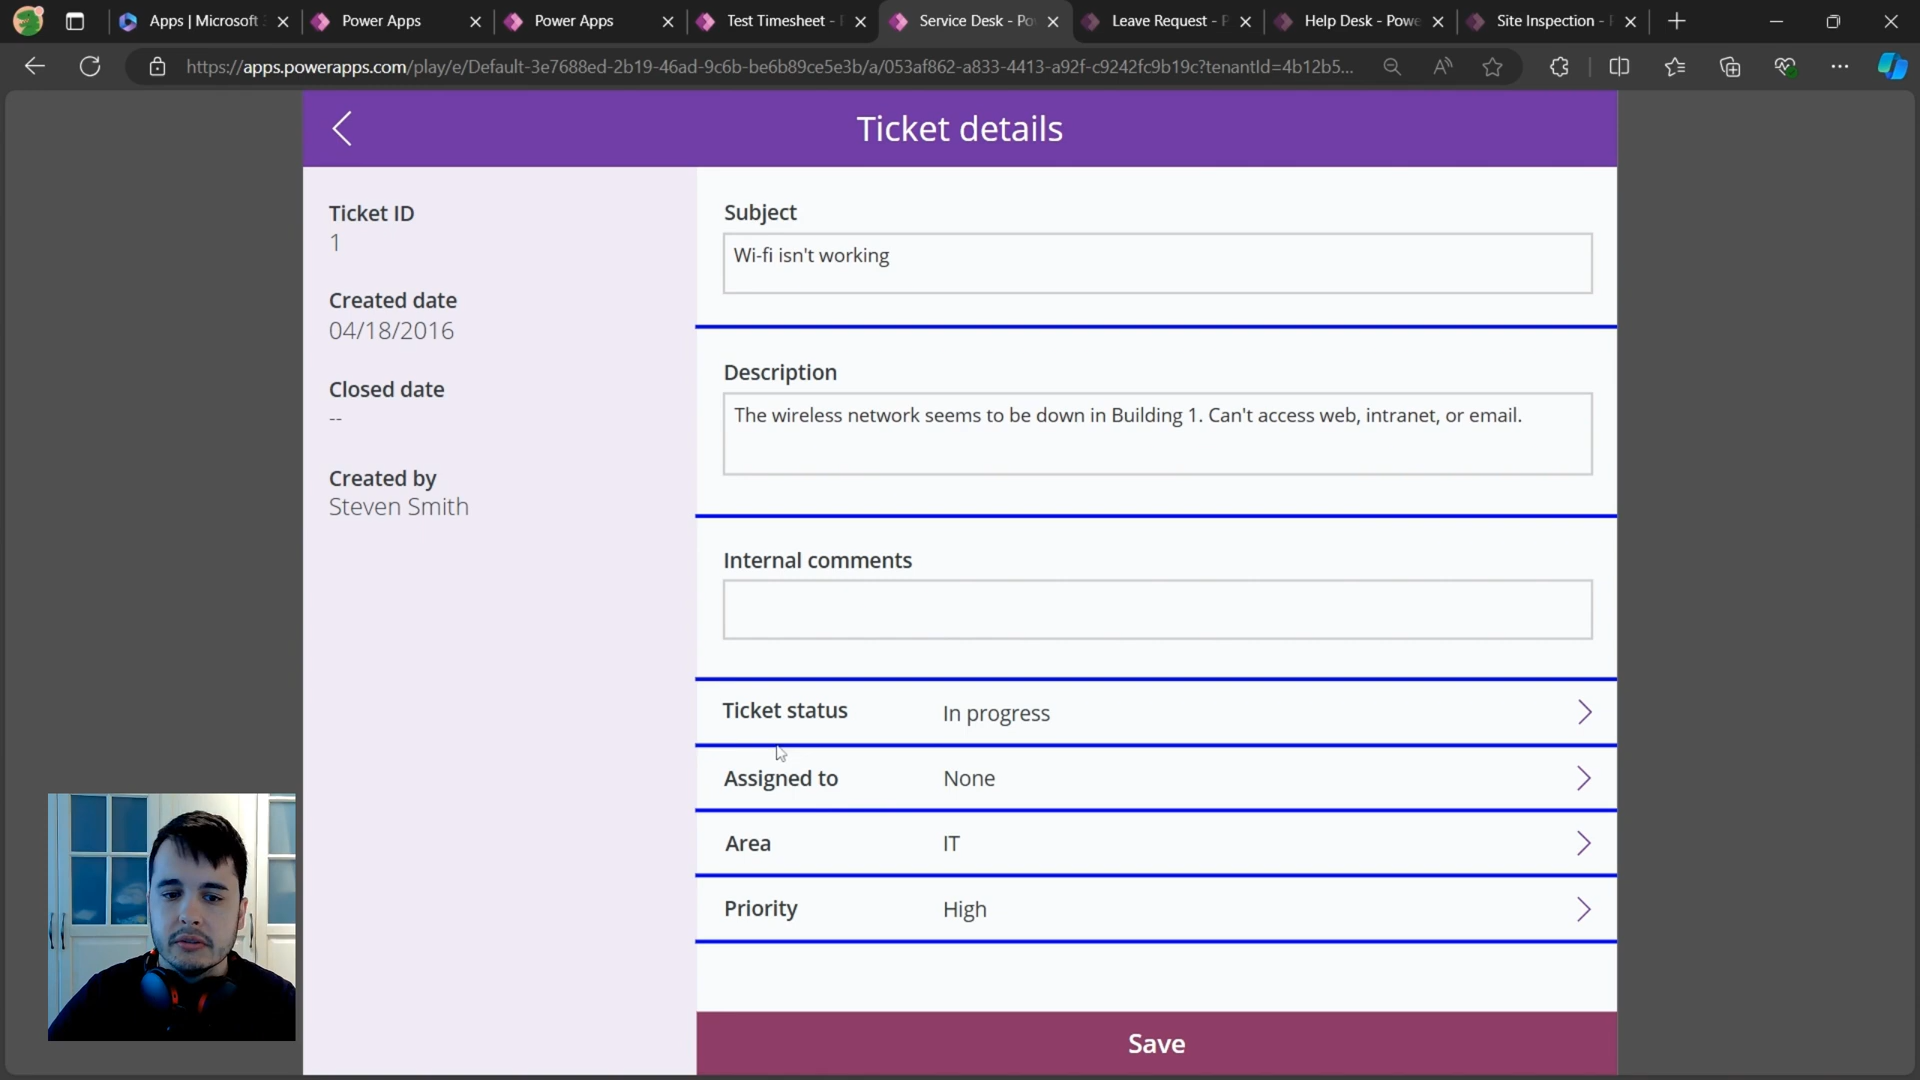 Apps | Microsoft
Power Apps
Power Apps
Test Timesheet -
Service Desk - Po
Leave Request - P
Help Desk - Powe
Site Inspection -
https://apps.powerapps.com/play/e/Default-3e7688ed-2b19-46ad-9c6b-be6b89ce5e3b/a/053af862-a833-4413-a92f-c9242fc9b19c?tenantId=4b12b5...
Ticket details
Ticket ID
1
Created date
04/18/2016
Closed date
--
Created by
Steven Smith
Subject
Wi-fi isn't working
Description
The wireless network seems to be down in Building 1. Can't access web, intranet, or email.
Internal comments
Ticket status In progress
Assigned to None
Area IT
Priority High
Save